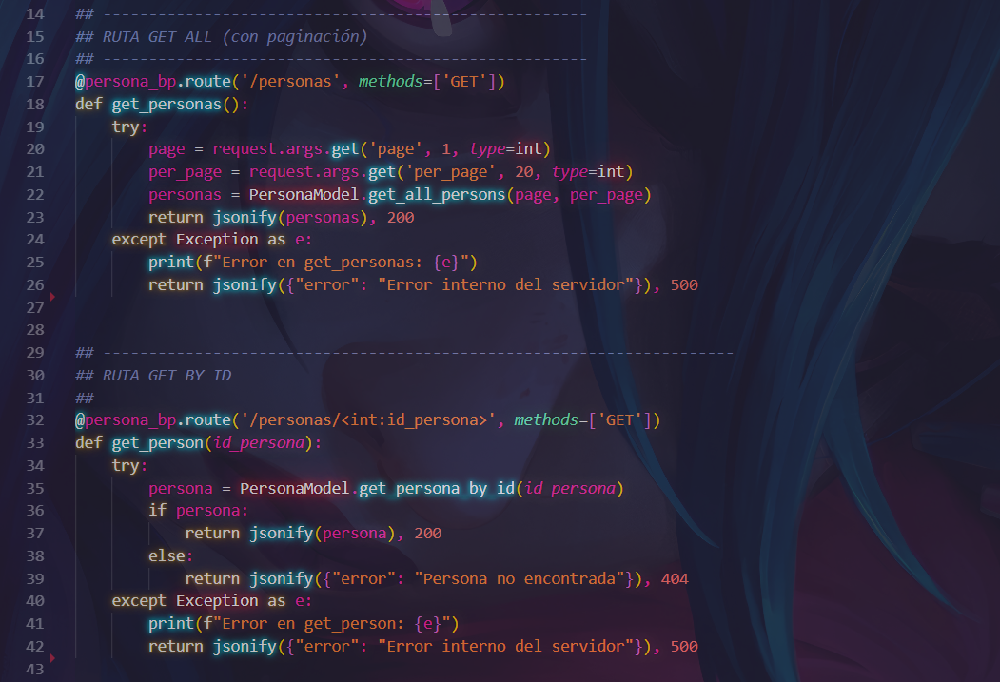 14 ## -----------------------------------------------------
15 ## RUTA GET ALL (con paginación)
16 ## -----------------------------------------------------
17 @persona_bp.route('/personas', methods=['GET'])
18 def get_personas():
19     try:
20         page = request.args.get('page', 1, type=int)
21         per_page = request.args.get('per_page', 20, type=int)
22         personas = PersonaModel.get_all_persons(page, per_page)
23         return jsonify(personas), 200
24     except Exception as e:
25         print(f"Error en get_personas: {e}")
26         return jsonify({"error": "Error interno del servidor"}), 500
27
28
29 ## ---------------------------------------------------------------------
30 ## RUTA GET BY ID
31 ## ---------------------------------------------------------------------
32 @persona_bp.route('/personas/<int:id_persona>', methods=['GET'])
33 def get_person(id_persona):
34     try:
35         persona = PersonaModel.get_persona_by_id(id_persona)
36         if persona:
37             return jsonify(persona), 200
38         else:
39             return jsonify({"error": "Persona no encontrada"}), 404
40     except Exception as e:
41         print(f"Error en get_person: {e}")
42         return jsonify({"error": "Error interno del servidor"}), 500
43